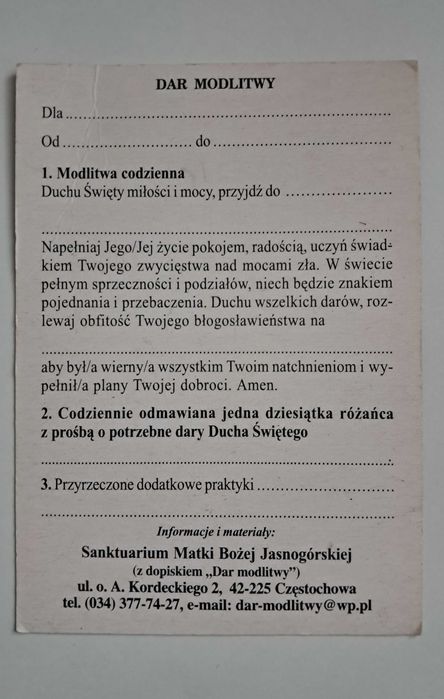 DAR MODLITWY
Dla ........................................................................
Od ............................ do ......................................
1. Modlitwa codzienna
Duchu Święty miłości i mocy, przyjdź do .....................
........................................................................
Napełniaj Jego/Jej życie pokojem, radością, uczyń świad-
kiem Twojego zwycięstwa nad mocami zła. W świecie
pełnym sprzeczności i podziałów, niech będzie znakiem
pojednania i przebaczenia. Duchu wszelkich darów, roz-
lewaj obfitość Twojego błogosławieństwa na
........................................................................
aby był/a wierny/a wszystkim Twoim natchnieniom i wy-
pełnił/a plany Twojej dobroci. Amen.
2. Codziennie odmawiana jedna dziesiątka różańca
z prośbą o potrzebne dary Ducha Świętego
........................................................................
3. Przyrzeczone dodatkowe praktyki ...........................
........................................................................
Informacje i materiały:
Sanktuarium Matki Bożej Jasnogórskiej
(z dopiskiem „Dar modlitwy”)
ul. o. A. Kordeckiego 2, 42-225 Częstochowa
tel. (034) 377-74-27, e-mail: dar-modlitwy@wp.pl